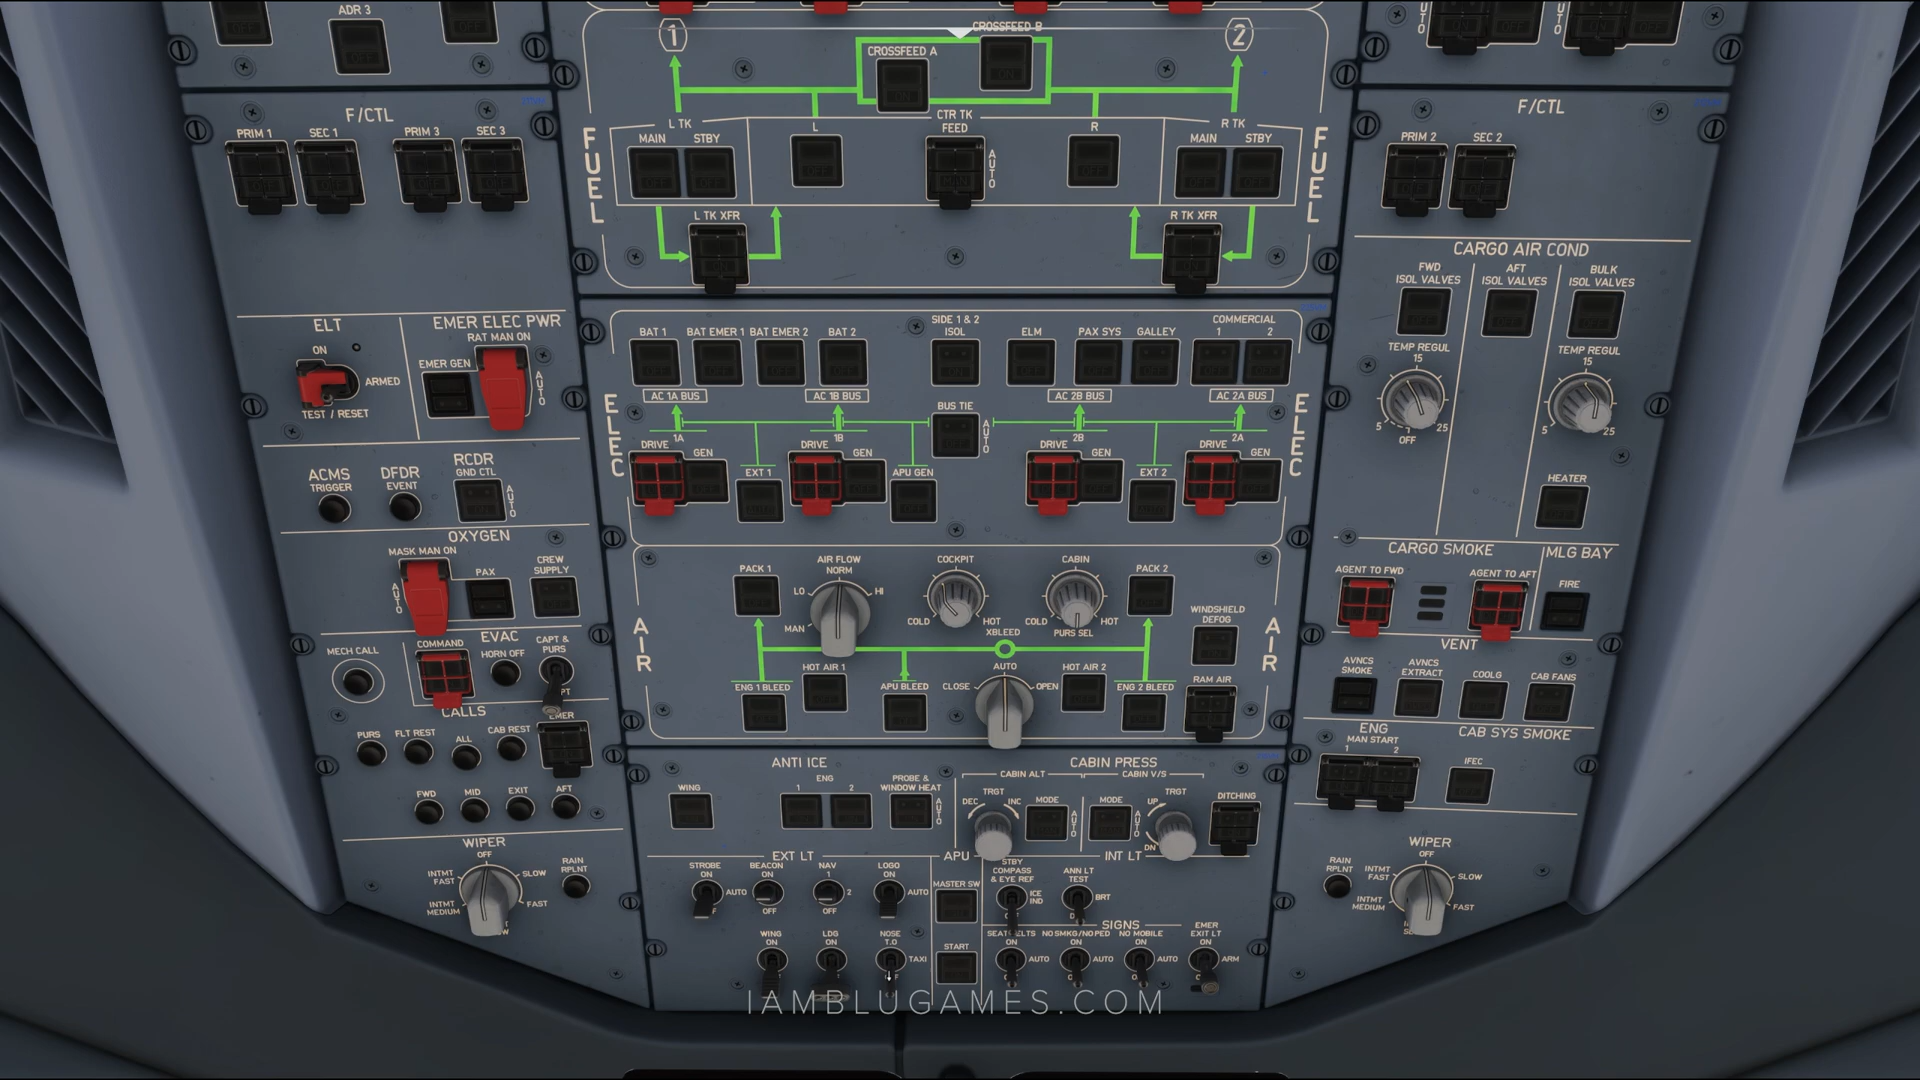 ADR 3
F/CTL
PRIM 1
SEC 1
PRIM 3
SEC 3
ELT
ON
ARMED
TEST / RESET
EMER ELEC PWR
RAT MAN ON
EMER GEN
AUTO
ACMS
TRIGGER
DFDR
EVENT
RCDR
GND CTL
AUTO
OXYGEN
MASK MAN ON
AUTO
PAX
CREW
SUPPLY
EVAC
MECH CALL
COMMAND
HORN OFF
CAPT &
PURS
CALLS
PURS
FLT REST
ALL
CAB REST
EMER
FWD
MID
EXIT
AFT
WIPER
OFF
INTMT
FAST
SLOW
INTMT
MEDIUM
FAST
RAIN
RPLNT
1
CROSSFEED A
CROSSFEED B
2
FUEL
L TK
MAIN
STBY
L
CTR TK
FEED
MAN
AUTO
R
R TK
MAIN
STBY
FUEL
L TK XFR
R TK XFR
ELEC
BAT 1
BAT EMER 1
BAT EMER 2
BAT 2
SIDE 1 & 2
ISOL
ELM
PAX SYS
GALLEY
COMMERCIAL
1
2
AC 1A BUS
AC 1B BUS
BUS TIE
AUTO
AC 2B BUS
AC 2A BUS
1A
1B
2B
2A
DRIVE
GEN
EXT 1
DRIVE
GEN
APU GEN
DRIVE
GEN
EXT 2
DRIVE
GEN
ELEC
AIR
PACK 1
AIR FLOW
NORM
LO
HI
MAN
COCKPIT
COLD
HOT
CABIN
COLD
HOT
PURS SEL
PACK 2
XBLEED
AUTO
CLOSE
OPEN
WINDSHIELD
DEFOG
ENG 1 BLEED
HOT AIR 1
APU BLEED
HOT AIR 2
ENG 2 BLEED
RAM AIR
AIR
ANTI ICE
WING
ENG
1
2
PROBE &
WINDOW HEAT
AUTO
CABIN PRESS
CABIN ALT
TRGT
DEC
INC
MODE
AUTO
CABIN V/S
MODE
AUTO
TRGT
UP
DN
DITCHING
EXT LT
STROBE
ON
AUTO
BEACON
ON
OFF
NAV
1
2
OFF
LOGO
ON
AUTO
WING
ON
LDG
ON
NOSE
T.O
TAXI
APU
MASTER SW
START
INT LT
STBY
COMPASS
& EYE REF
ICE
IND
ANN LT
TEST
BRT
SIGNS
SEAT BELTS
ON
AUTO
NO SMKG/NO PED
ON
AUTO
NO MOBILE
ON
AUTO
EMER
EXIT LT
ON
ARM
F/CTL
PRIM 2
SEC 2
CARGO AIR COND
FWD
ISOL VALVES
AFT
ISOL VALVES
BULK
ISOL VALVES
TEMP REGUL
15
5
25
OFF
TEMP REGUL
15
5
25
HEATER
CARGO SMOKE
AGENT TO FWD
AGENT TO AFT
MLG BAY
FIRE
VENT
AVNCS
SMOKE
AVNCS
EXTRACT
COOLG
CAB FANS
ENG
MAN START
1
2
CAB SYS SMOKE
IFEC
RAIN
RPLNT
WIPER
OFF
INTMT
FAST
SLOW
INTMT
MEDIUM
FAST
IAMBLUGAMES.COM